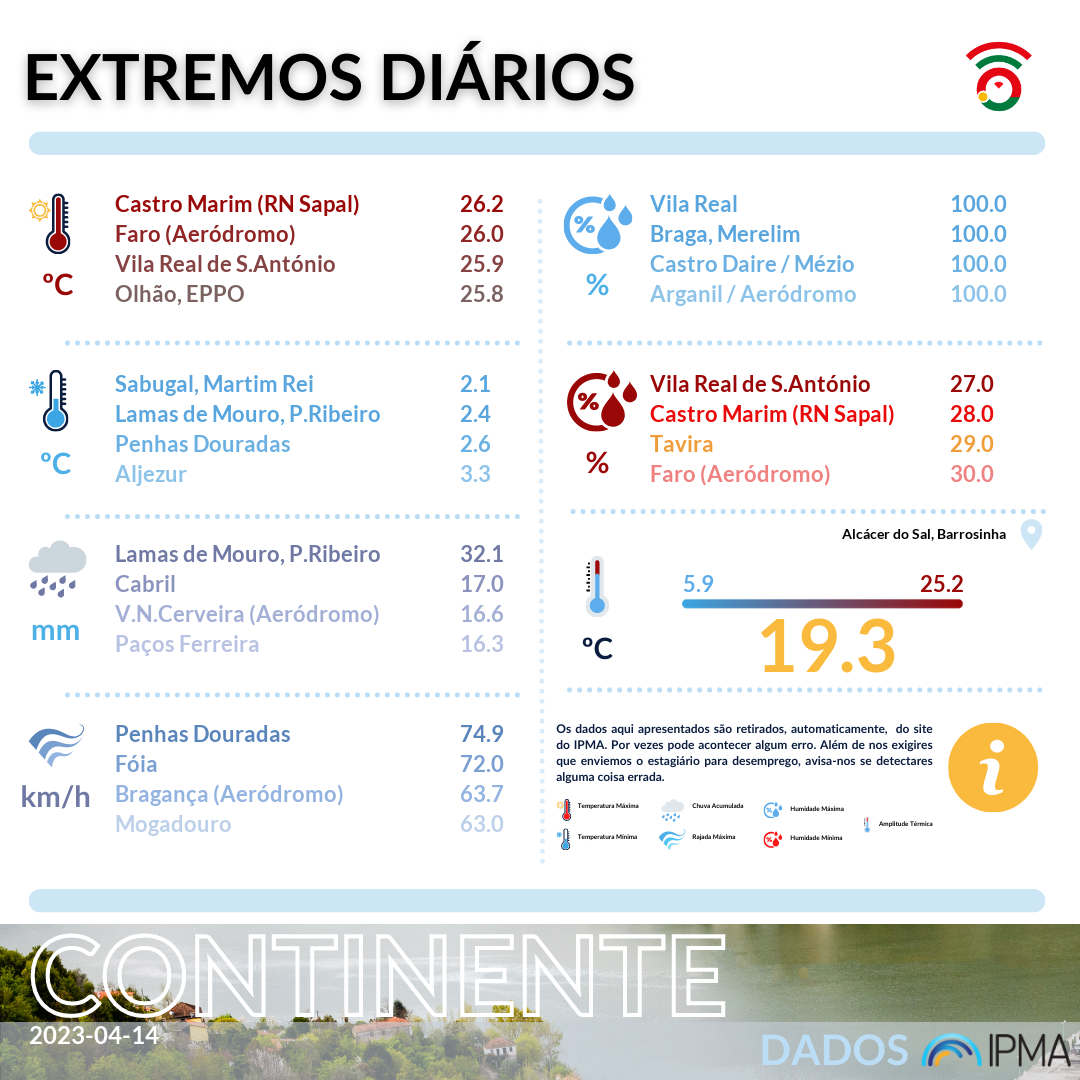 EXTREMOS DIÁRIOS
Castro Marim (RN Sapal) 26.2
Faro (Aeródromo) 26.0
Vila Real de S.António 25.9
Olhão, EPPO 25.8
ºC
Sabugal, Martim Rei 2.1
Lamas de Mouro, P.Ribeiro 2.4
Penhas Douradas 2.6
Aljezur 3.3
ºC
Lamas de Mouro, P.Ribeiro 32.1
Cabril 17.0
V.N.Cerveira (Aeródromo) 16.6
Paços Ferreira 16.3
mm
Penhas Douradas 74.9
Fóia 72.0
Bragança (Aeródromo) 63.7
Mogadouro 63.0
km/h
%
Vila Real 100.0
Braga, Merelim 100.0
Castro Daire / Mézio 100.0
Arganil / Aeródromo 100.0
%
%
Vila Real de S.António 27.0
Castro Marim (RN Sapal) 28.0
Tavira 29.0
Faro (Aeródromo) 30.0
%
Alcácer do Sal, Barrosinha
5.9 25.2
19.3
ºC
Os dados aqui apresentados são retirados, automaticamente, do site
do IPMA. Por vezes pode acontecer algum erro. Além de nos exigires
que enviemos o estagiário para desemprego, avisa-nos se detectares
alguma coisa errada.
i
Temperatura Máxima
Chuva Acumulada
Humidade Máxima
Amplitude Térmica
Temperatura Mínima
Rajada Máxima
Humidade Mínima
CONTINENTE
2023-04-14
DADOS IPMA